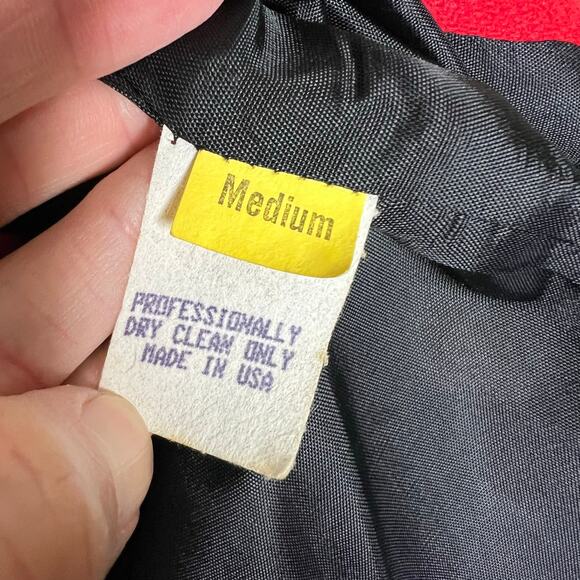 Medium
PROFESSIONALLY
DRY CLEAN ONLY
MADE IN USA